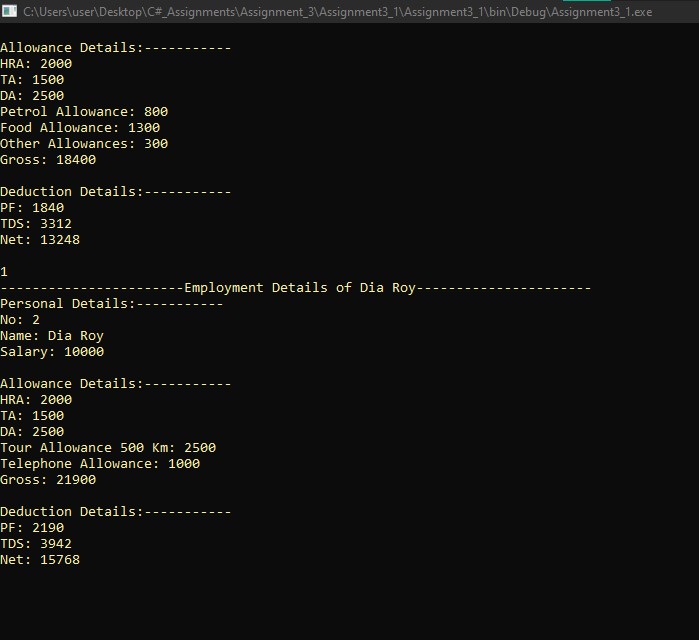 C:\Users\user\Desktop\C#_Assignments\Assignment_3\Assignment3_1\Assignment3_1\bin\Debug\Assignment3_1.exe
Allowance Details:-----------
HRA: 2000
TA: 1500
DA: 2500
Petrol Allowance: 800
Food Allowance: 1300
Other Allowances: 300
Gross: 18400
Deduction Details:-----------
PF: 1840
TDS: 3312
Net: 13248
1
-----------------------Employment Details of Dia Roy----------------------
Personal Details:-----------
No: 2
Name: Dia Roy
Salary: 10000
Allowance Details:-----------
HRA: 2000
TA: 1500
DA: 2500
Tour Allowance 500 Km: 2500
Telephone Allowance: 1000
Gross: 21900
Deduction Details:-----------
PF: 2190
TDS: 3942
Net: 15768